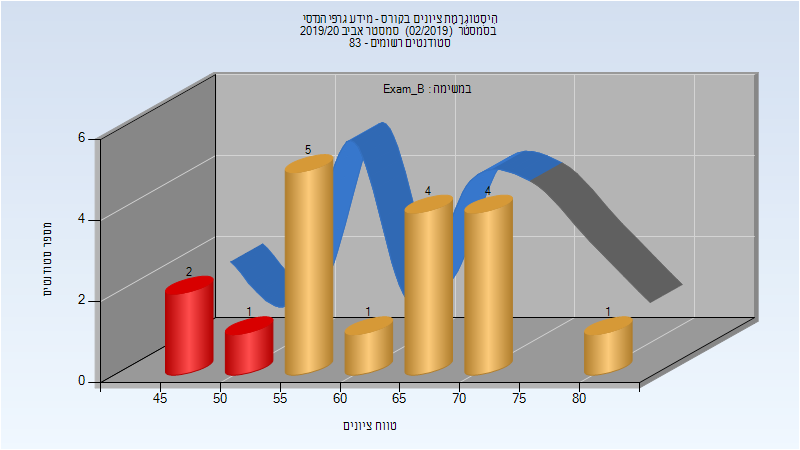 היסטוגרמת ציונים בקורס - מידע גרפי תנדסי
בסמסטר (02/2019) סמסטר אביב 2019/20
סטודנטים רשומים - 83
במשימה : Exam_B
מספר סטודנטים
6
4
2
0
2
1
5
1
4
4
1
45 50 55 60 65 70 75 80
טווח ציונים